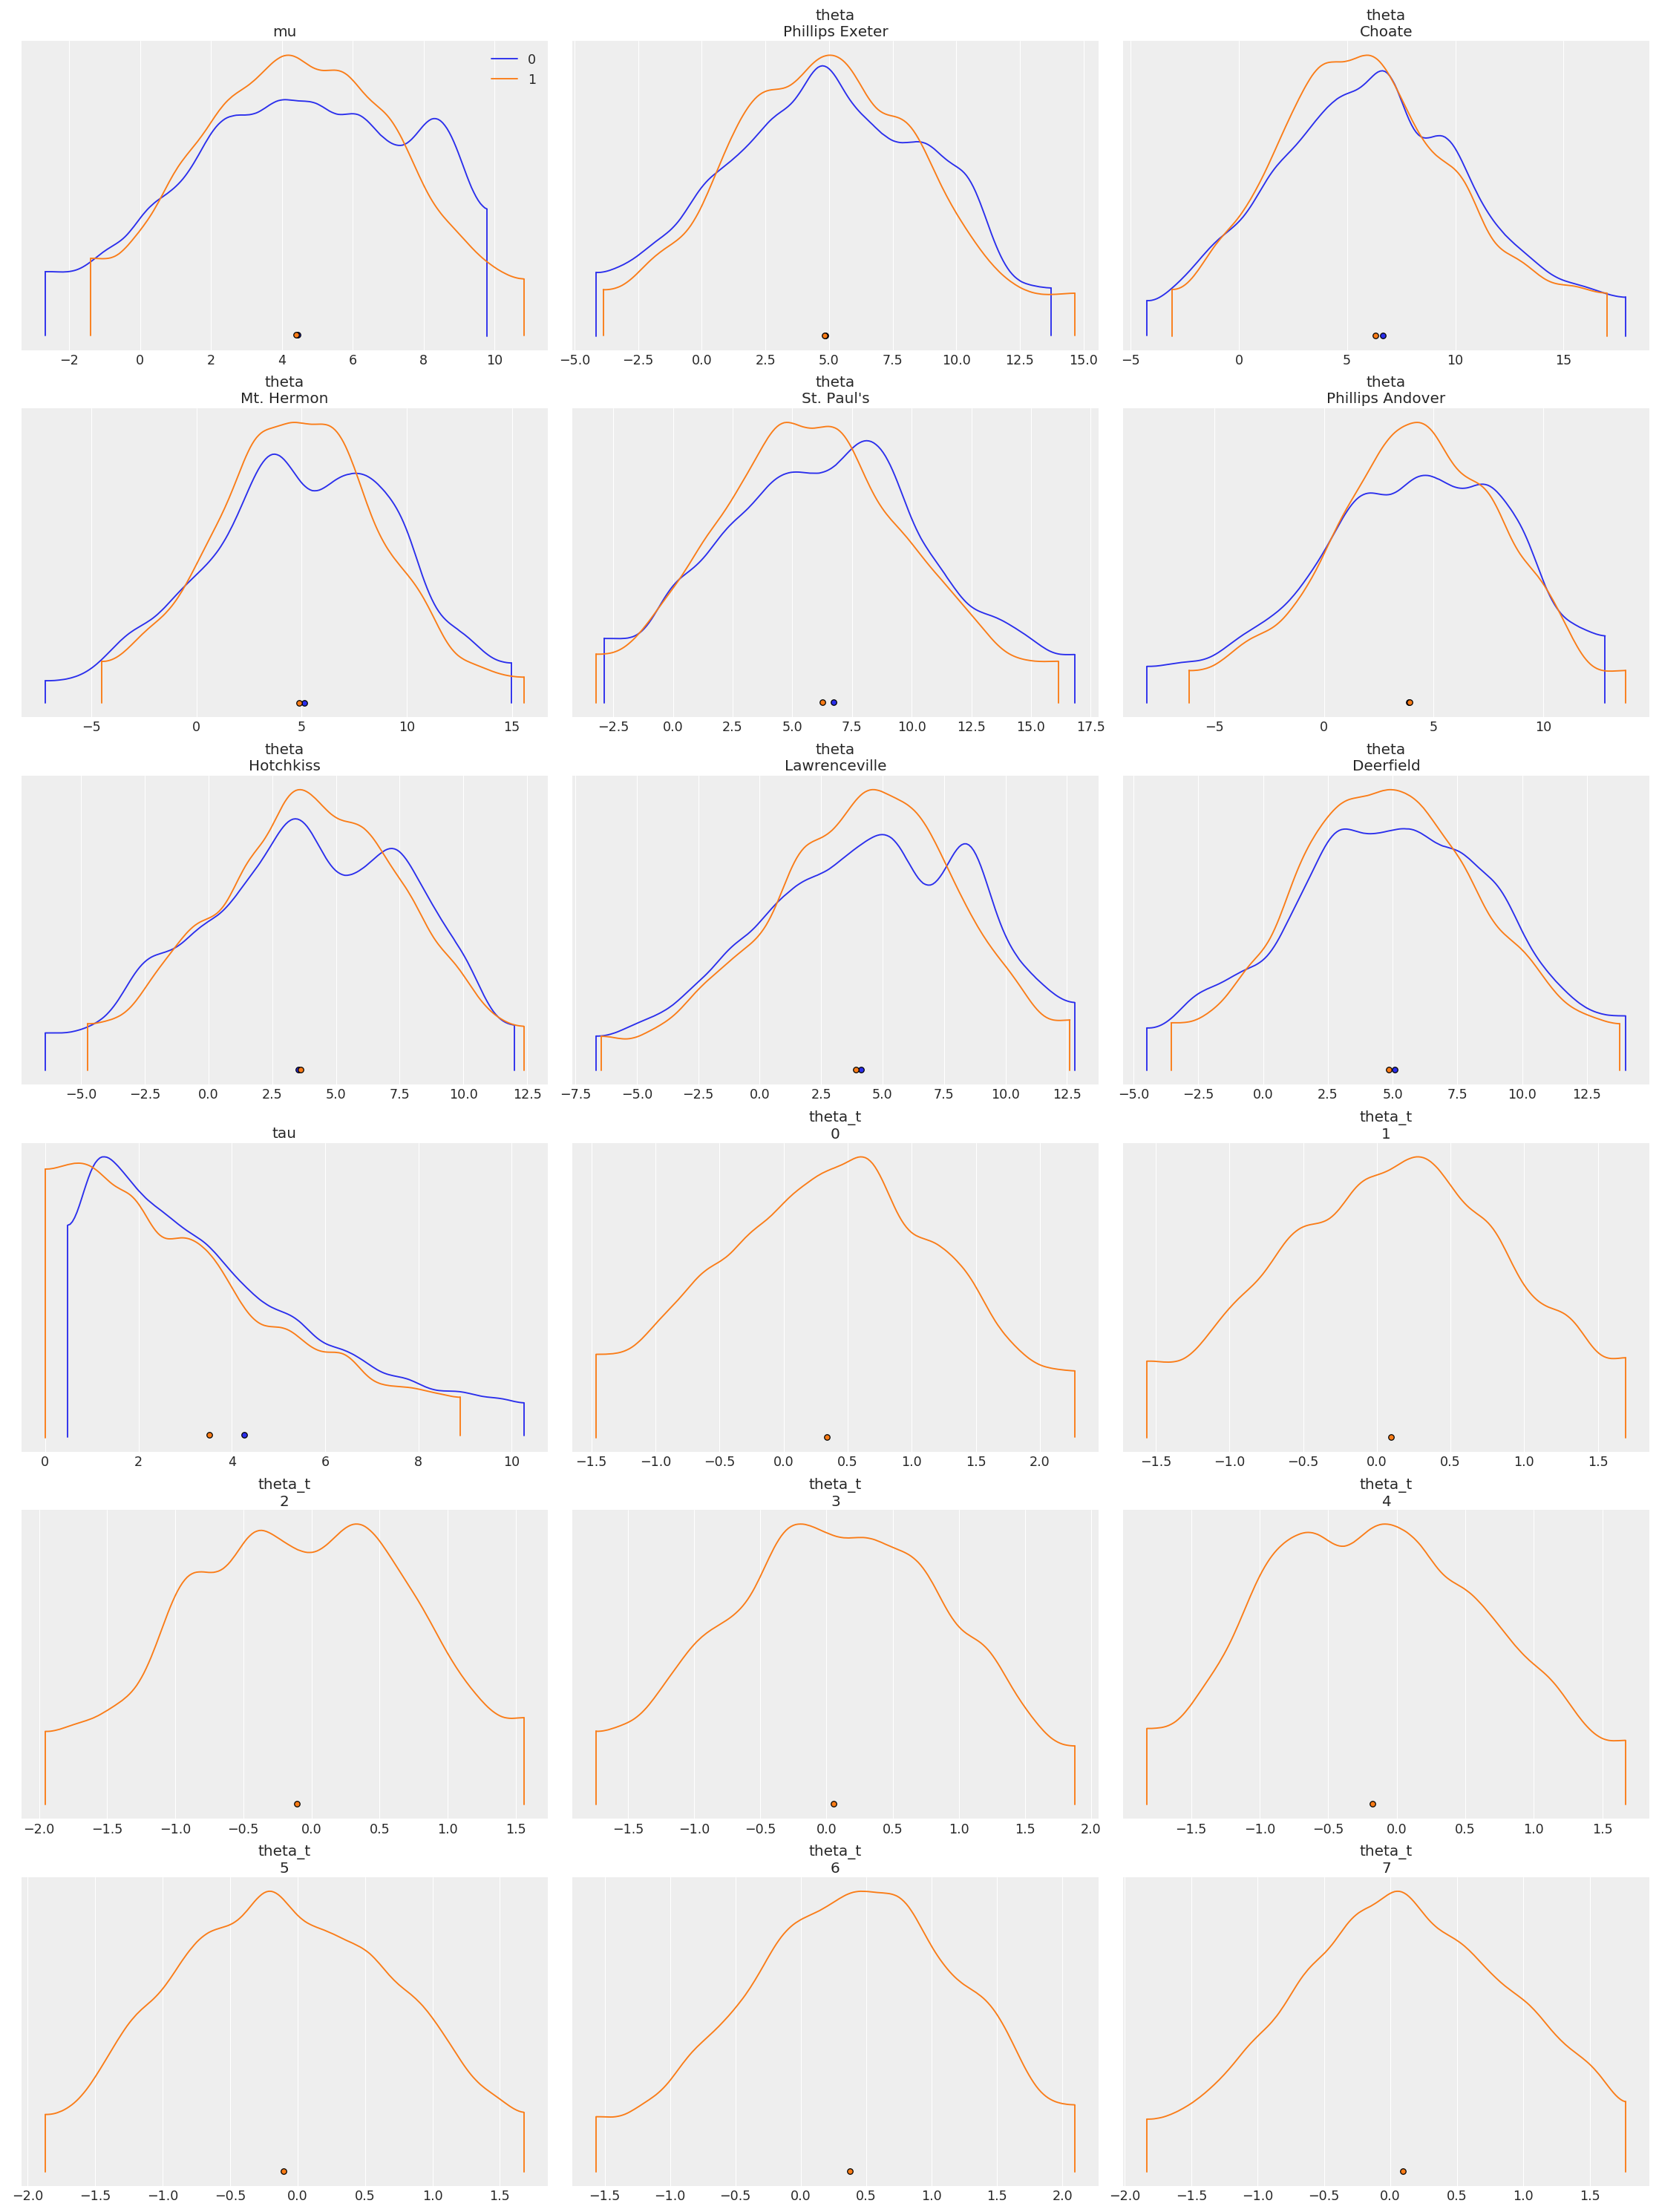 mu
0
1
−2 0 2 4 6 8 10
theta
Phillips Exeter
−5.0 −2.5 0.0 2.5 5.0 7.5 10.0 12.5 15.0
theta
Choate
−5 0 5 10 15
theta
Mt. Hermon
−5 0 5 10 15
theta
St. Paul's
−2.5 0.0 2.5 5.0 7.5 10.0 12.5 15.0 17.5
theta
Phillips Andover
−5 0 5 10
theta
Hotchkiss
−5.0 −2.5 0.0 2.5 5.0 7.5 10.0 12.5
theta
Lawrenceville
−7.5 −5.0 −2.5 0.0 2.5 5.0 7.5 10.0 12.5
theta
Deerfield
−5.0 −2.5 0.0 2.5 5.0 7.5 10.0 12.5
tau
0 2 4 6 8 10
theta_t
0
−1.5 −1.0 −0.5 0.0 0.5 1.0 1.5 2.0
theta_t
1
−1.5 −1.0 −0.5 0.0 0.5 1.0 1.5
theta_t
2
−2.0 −1.5 −1.0 −0.5 0.0 0.5 1.0 1.5
theta_t
3
−1.5 −1.0 −0.5 0.0 0.5 1.0 1.5 2.0
theta_t
4
−1.5 −1.0 −0.5 0.0 0.5 1.0 1.5
theta_t
5
−2.0 −1.5 −1.0 −0.5 0.0 0.5 1.0 1.5
theta_t
6
−1.5 −1.0 −0.5 0.0 0.5 1.0 1.5 2.0
theta_t
7
−2.0 −1.5 −1.0 −0.5 0.0 0.5 1.0 1.5